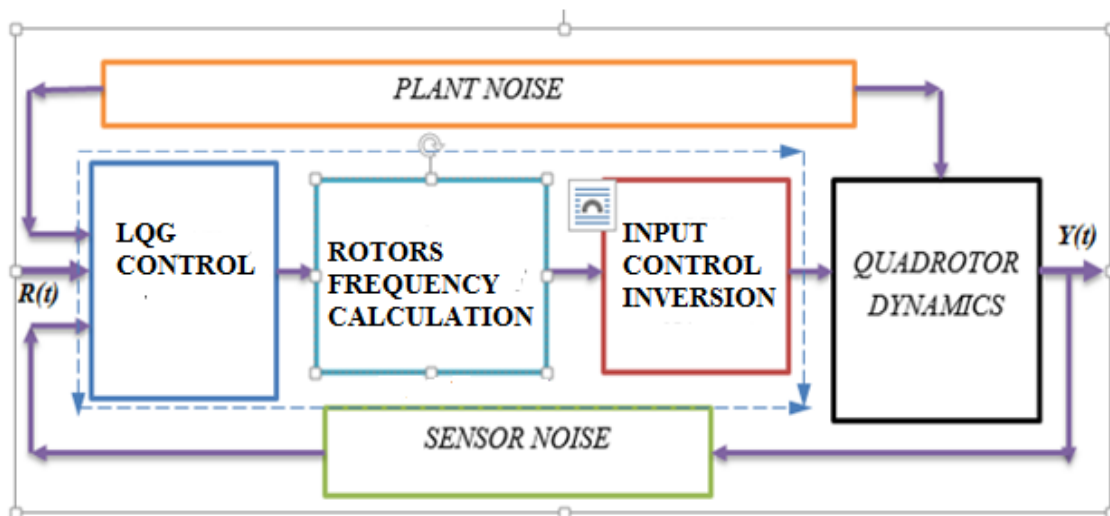 PLANT NOISE
LQG
CONTROL
ROTORS
FREQUENCY
CALCULATION
INPUT
CONTROL
INVERSION
QUADROTOR
DYNAMICS
R(t)
Y(t)
SENSOR NOISE